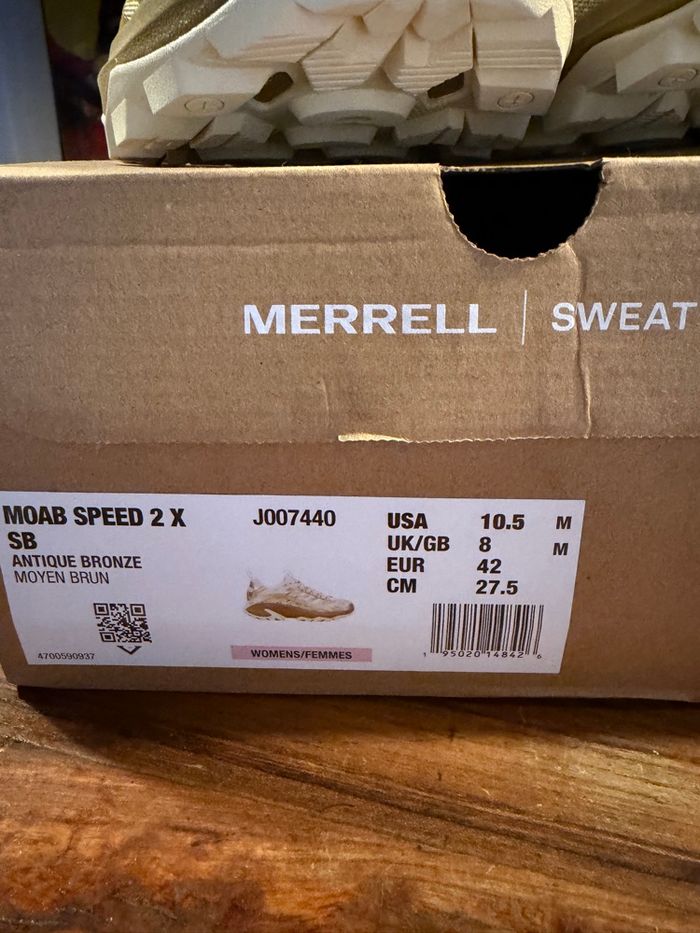 MERRELL | SWEAT
MOAB SPEED 2 X
SB
ANTIQUE BRONZE
MOYEN BRUN
4700590937
J007440
WOMENS/FEMMES
USA 10.5 M
UK/GB 8 M
EUR 42
CM 27.5
1 95020 14842 6